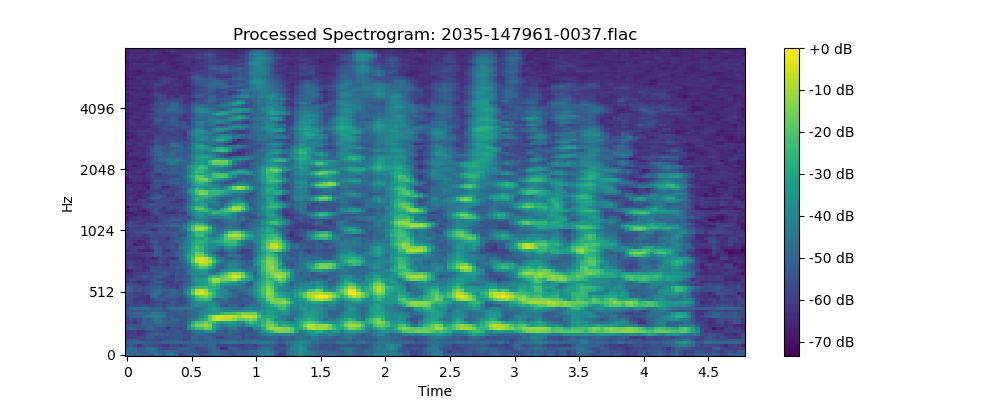 Processed Spectrogram: 2035-147961-0037.flac
Hz
4096
2048
1024
512
0
0 0.5 1 1.5 2 2.5 3 3.5 4 4.5
Time
+0 dB
-10 dB
-20 dB
-30 dB
-40 dB
-50 dB
-60 dB
-70 dB